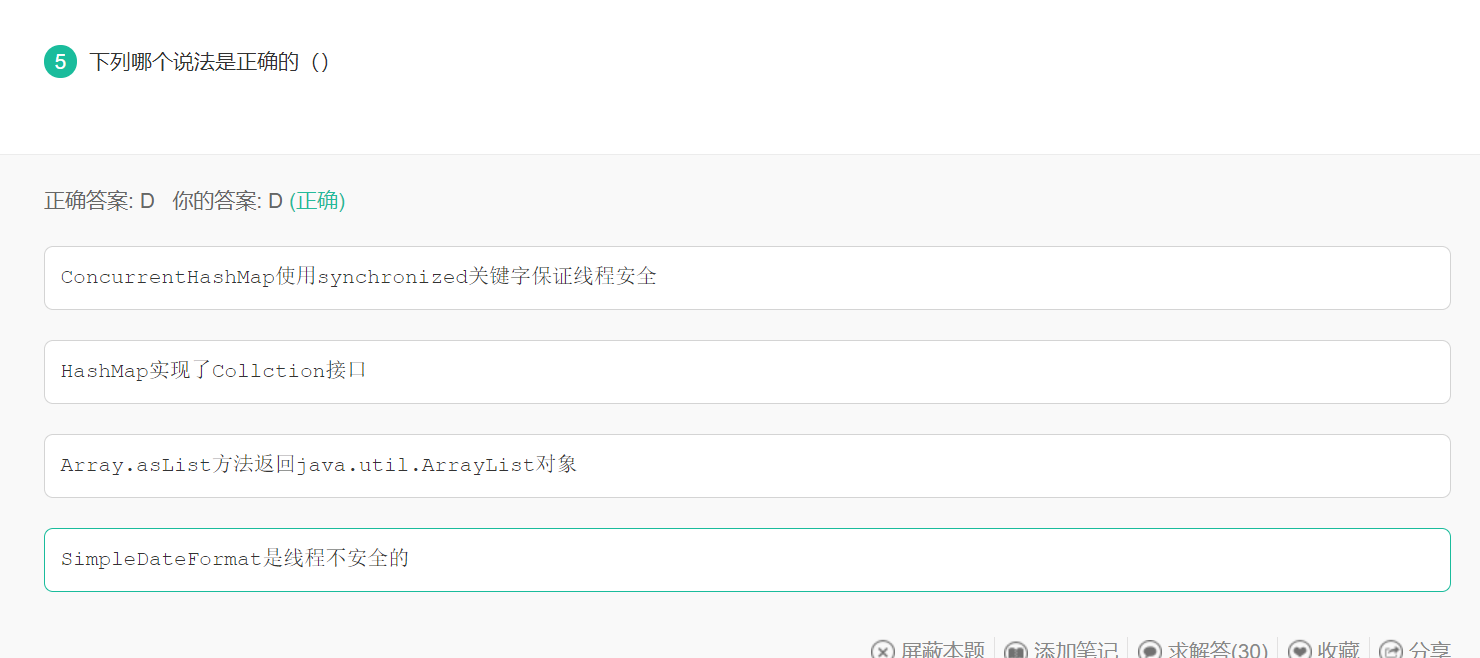 5 下列哪个说法是正确的（）
正确答案: D 你的答案: D (正确)
ConcurrentHashMap使用synchronized关键字保证线程安全
HashMap实现了Collction接口
Array.asList方法返回java.util.ArrayList对象
SimpleDateFormat是线程不安全的
屏蔽本题 添加笔记 求解答(30) 收藏 分享